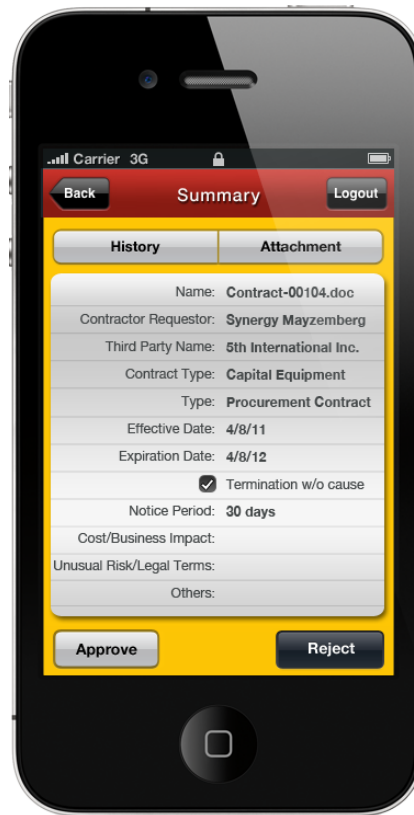 Carrier 3G
Back Summary Logout
History Attachment
Name: Contract-00104.doc
Contractor Requestor: Synergy Mayzemberg
Third Party Name: 5th International Inc.
Contract Type: Capital Equipment
Type: Procurement Contract
Effective Date: 4/8/11
Expiration Date: 4/8/12
Termination w/o cause
Notice Period: 30 days
Cost/Business Impact:
Unusual Risk/Legal Terms:
Others:
Approve Reject